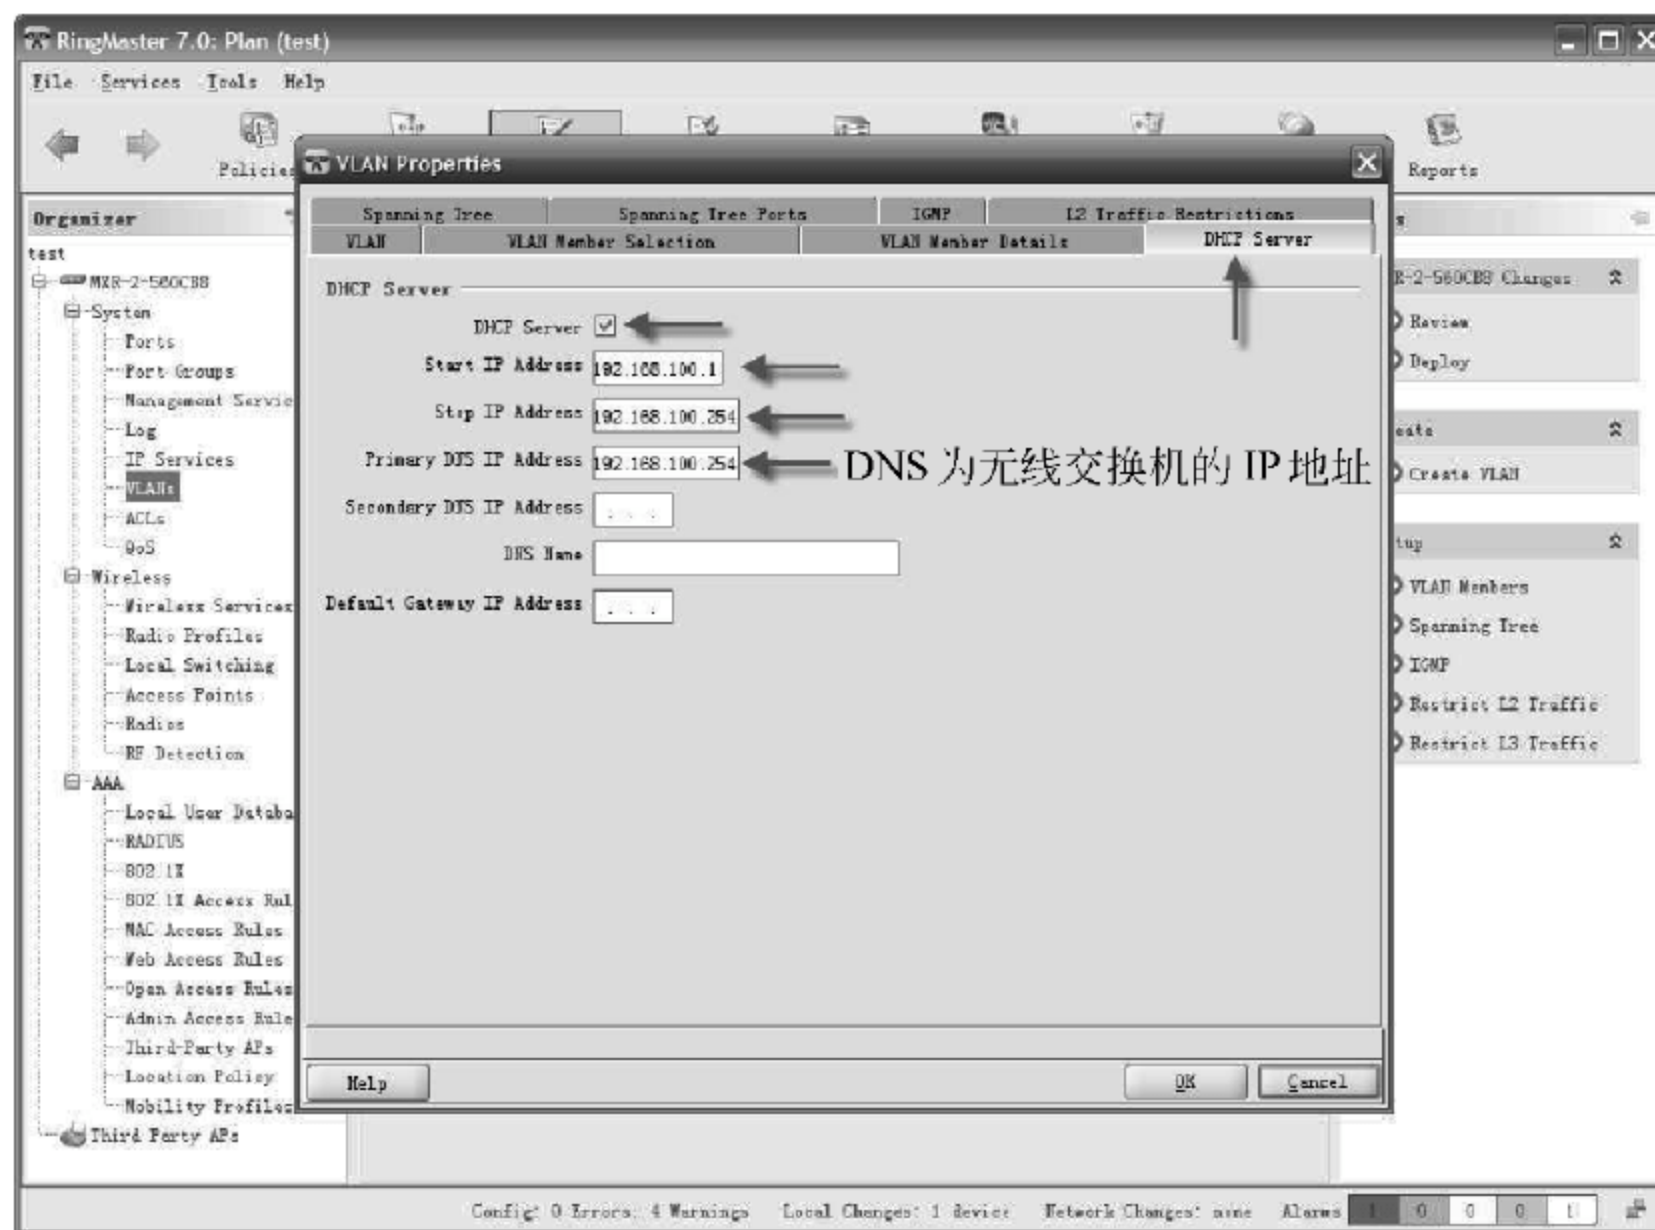 RingMaster 7.0: Plan (test)
File Services Tools Help
Policies
Reports
VLAN Properties
Spanning Tree Spanning Tree Ports IGMP L2 Traffic Restrictions
VLAN VLAN Member Selection VLAN Member Details DHCP Server
DHCP Server
DHCP Server
Start IP Address 192.168.100.1
Stop IP Address 192.168.100.254
Primary DNS IP Address 192.168.100.254
DNS 为无线交换机的 IP 地址
Secondary DNS IP Address . . .
DNS Name
Default Gateway IP Address . . .
Help OK Cancel
Organizer
test
MXR-2-560CB8
System
Ports
Port Groups
Management Servic
Log
IP Services
VLANs
ACLs
QoS
Wireless
Wireless Services
Radio Profiles
Local Switching
Access Points
Radios
RF Detection
AAA
Local User Databa
RADIUS
802.1X
802.1X Access Rul
MAC Access Rules
Web Access Rules
Open Access Rules
Admin Access Rule
Third-Party APs
Location Policy
Mobility Profiles
Third Party APs
s
R-2-560CB8 Changes
Review
Deploy
eate
Create VLAN
tup
VLAN Members
Spanning Tree
IGMP
Restrict L2 Traffic
Restrict L3 Traffic
Config: 0 Errors, 4 Warnings Local Changes: 1 device Network Changes: none Alarms 1 0 0 0